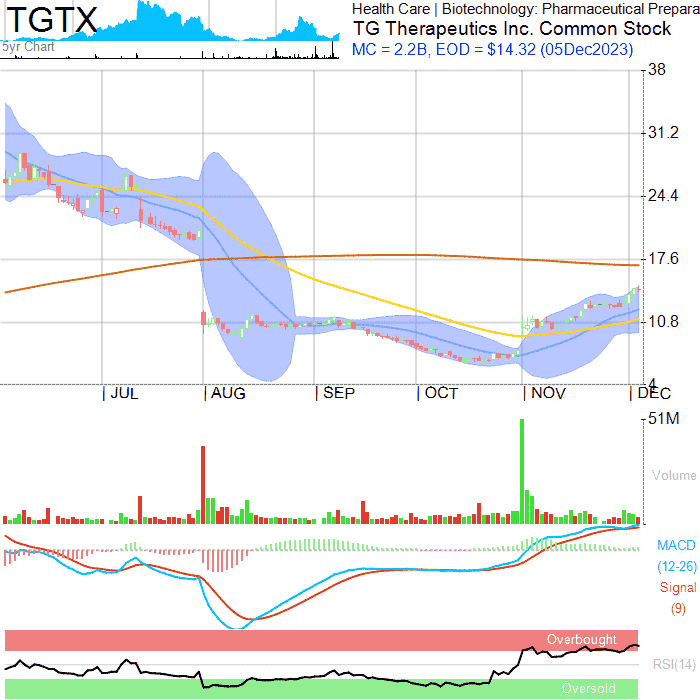 TGTX
5yr Chart
Health Care | Biotechnology: Pharmaceutical Prepara
TG Therapeutics Inc. Common Stock
MC = 2.2B, EOD = $14.32 (05Dec2023)
38
31.2
24.4
17.6
10.8
4
JUL AUG SEP OCT NOV DEC
51M
Volume
MACD
(12-26)
Signal
(9)
Overbought
RSI(14)
Oversold